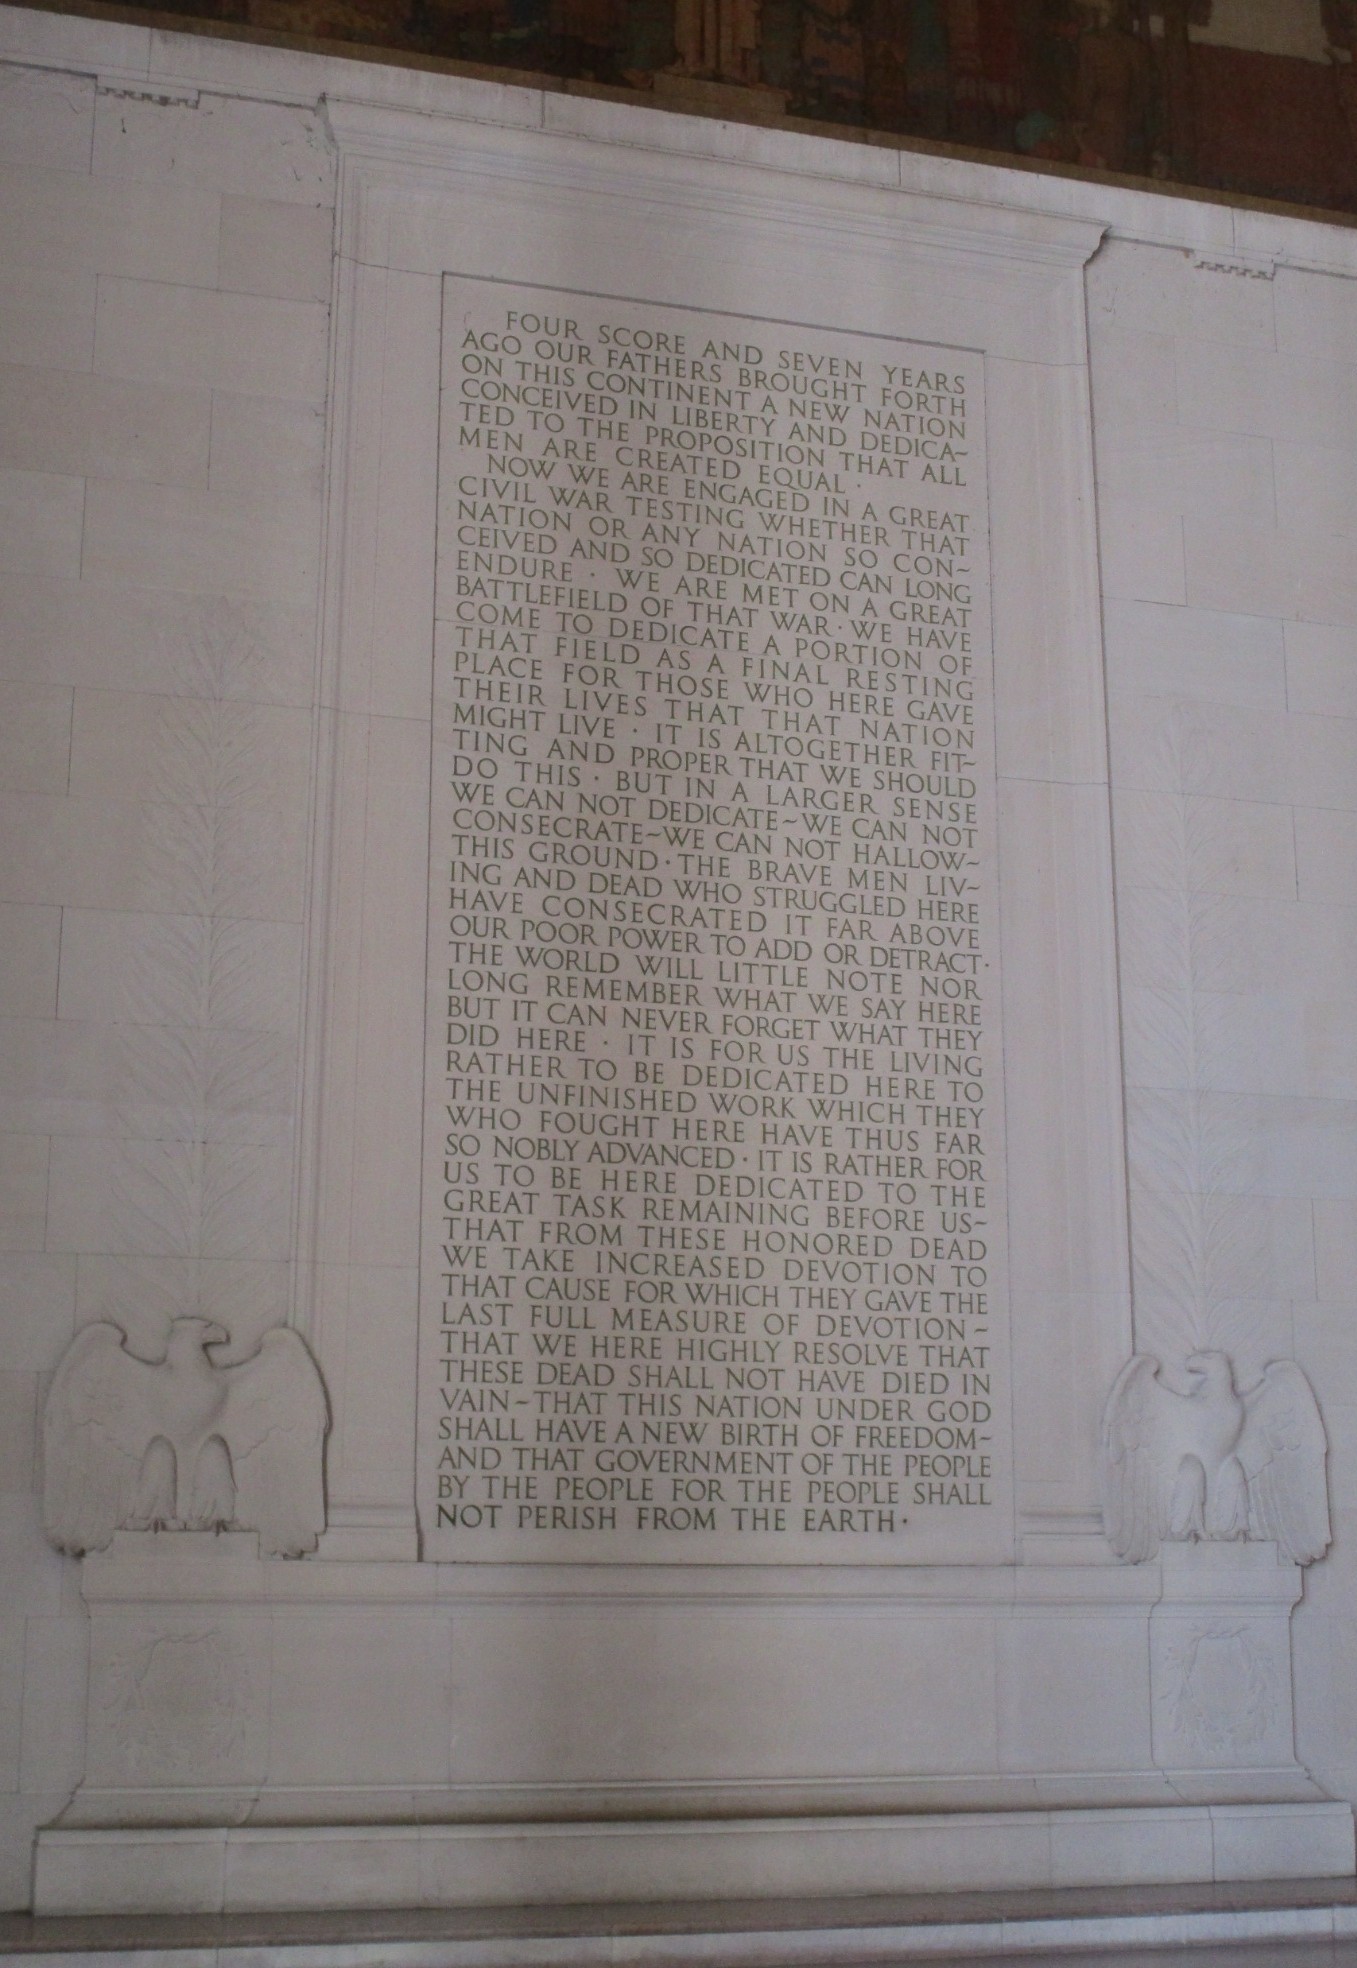 FOUR SCORE AND SEVEN YEARS
AGO OUR FATHERS BROUGHT FORTH
ON THIS CONTINENT A NEW NATION
CONCEIVED IN LIBERTY AND DEDICA~
TED TO THE PROPOSITION THAT ALL
MEN ARE CREATED EQUAL ·
NOW WE ARE ENGAGED IN A GREAT
CIVIL WAR TESTING WHETHER THAT
NATION OR ANY NATION SO CON~
CEIVED AND SO DEDICATED CAN LONG
ENDURE · WE ARE MET ON A GREAT
BATTLEFIELD OF THAT WAR · WE HAVE
COME TO DEDICATE A PORTION OF
THAT FIELD AS A FINAL RESTING
PLACE FOR THOSE WHO HERE GAVE
THEIR LIVES THAT THAT NATION
MIGHT LIVE · IT IS ALTOGETHER FIT~
TING AND PROPER THAT WE SHOULD
DO THIS · BUT IN A LARGER SENSE
WE CAN NOT DEDICATE~WE CAN NOT
CONSECRATE~WE CAN NOT HALLOW~
THIS GROUND · THE BRAVE MEN LIV~
ING AND DEAD WHO STRUGGLED HERE
HAVE CONSECRATED IT FAR ABOVE
OUR POOR POWER TO ADD OR DETRACT·
THE WORLD WILL LITTLE NOTE NOR
LONG REMEMBER WHAT WE SAY HERE
BUT IT CAN NEVER FORGET WHAT THEY
DID HERE · IT IS FOR US THE LIVING
RATHER TO BE DEDICATED HERE TO
THE UNFINISHED WORK WHICH THEY
WHO FOUGHT HERE HAVE THUS FAR
SO NOBLY ADVANCED · IT IS RATHER FOR
US TO BE HERE DEDICATED TO THE
GREAT TASK REMAINING BEFORE US~
THAT FROM THESE HONORED DEAD
WE TAKE INCREASED DEVOTION TO
THAT CAUSE FOR WHICH THEY GAVE THE
LAST FULL MEASURE OF DEVOTION~
THAT WE HERE HIGHLY RESOLVE THAT
THESE DEAD SHALL NOT HAVE DIED IN
VAIN~THAT THIS NATION UNDER GOD
SHALL HAVE A NEW BIRTH OF FREEDOM~
AND THAT GOVERNMENT OF THE PEOPLE
BY THE PEOPLE FOR THE PEOPLE SHALL
NOT PERISH FROM THE EARTH ·